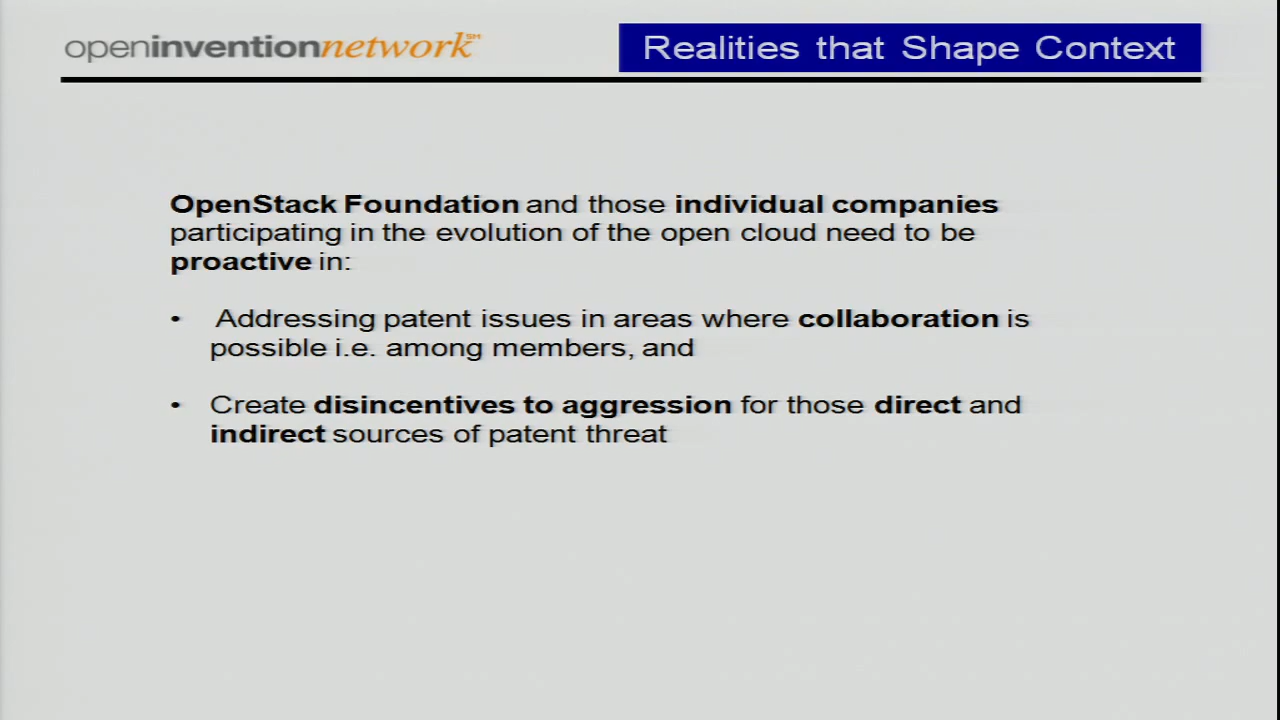 openinventionnetwork℠
Realities that Shape Context
OpenStack Foundation and those individual companies
participating in the evolution of the open cloud need to be
proactive in:
• Addressing patent issues in areas where collaboration is
possible i.e. among members, and
• Create disincentives to aggression for those direct and
indirect sources of patent threat